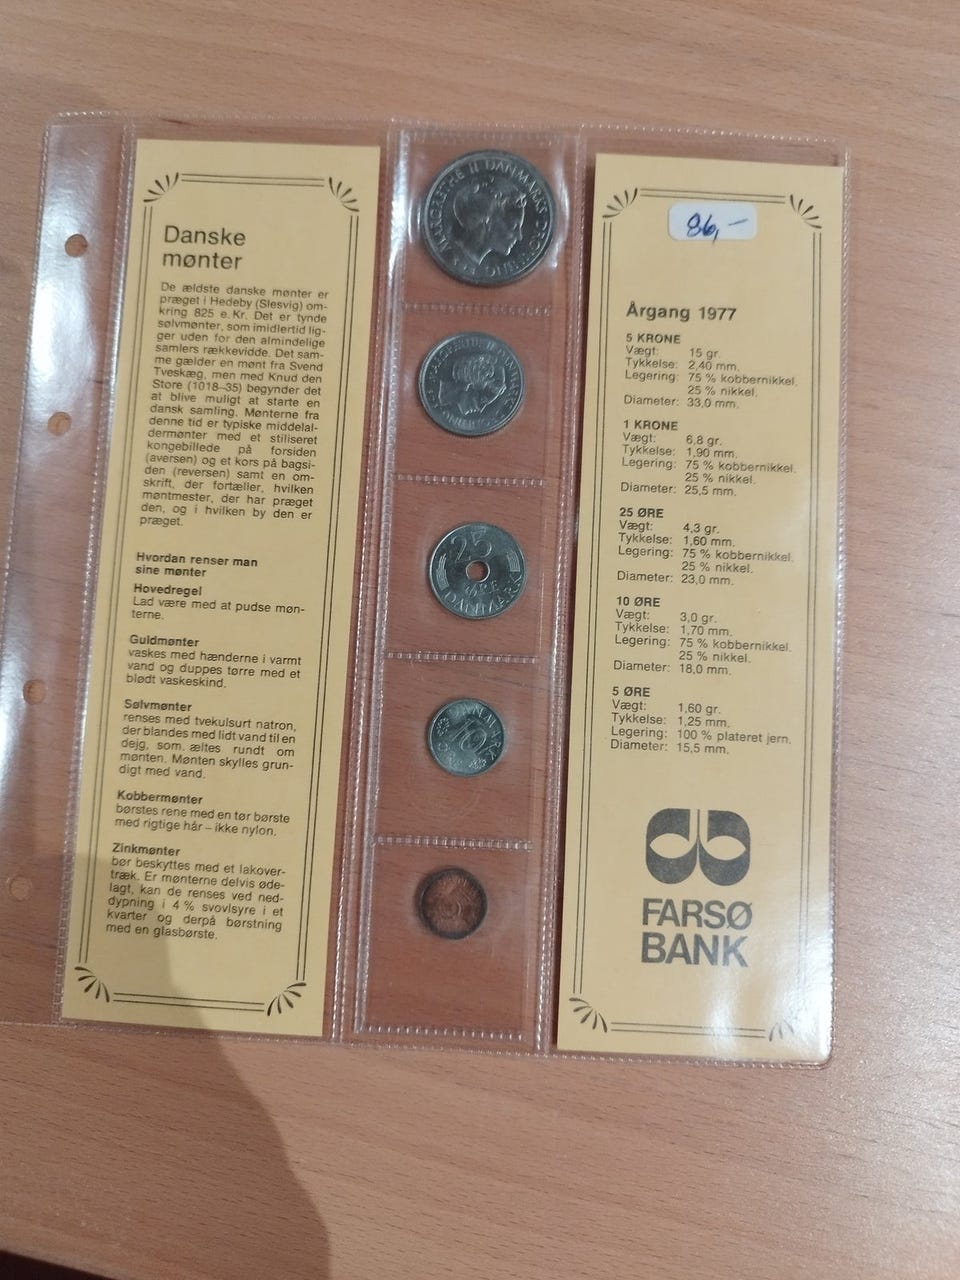 Danske
mønter
De ældste danske mønter er
præget i Hedeby (Slesvig) om-
kring 825 e. Kr. Det er tynde
sølvmønter, som imidlertid lig-
ger uden for den almindelige
samlers rækkevidde. Det sam-
me gælder en mønt fra Svend
Tveskæg, men med Knud den
Store (1018–35) begynder det
at blive muligt at starte en
dansk samling. Mønterne fra
denne tid er typiske middelal-
dermønter med et stiliseret
kongebillede på forsiden
(aversen) og et kors på bagsi-
den (reversen) samt en om-
skrift, der fortæller, hvilken
møntmester, der har præget
den, og i hvilken by den er
præget.
Hvordan renser man
sine mønter
Hovedregel
Lad være med at pudse møn-
terne.
Guldmønter
vaskes med hænderne i varmt
vand og duppes tørre med et
blødt vaskeskind.
Sølvmønter
renses med tvekulsurt natron,
der blandes med lidt vand til en
dejg, som æltes rundt om
mønten. Mønten skylles grun-
digt med vand.
Kobbermønter
børstes rene med en tør børste
med rigtige hår – ikke nylon.
Zinkmønter
bør beskyttes med et lakover-
træk. Er mønterne delvis øde-
lagt, kan de renses ved ned-
dypning i 4 % svovlsyre i et
kvarter og derpå børstning
med en glasbørste.
MARGRETHE II DANMARKS DRONNING
MARGRETHE II DANMARKS DRONNING
25
ØRE
DANMARK
DANMARK
10
5
86,-
Årgang 1977
5 KRONE
Vægt: 15 gr.
Tykkelse: 2,40 mm.
Legering: 75 % kobbernikkel.
25 % nikkel.
Diameter: 33,0 mm.
1 KRONE
Vægt: 6,8 gr.
Tykkelse: 1,90 mm.
Legering: 75 % kobbernikkel.
25 % nikkel.
Diameter: 25,5 mm.
25 ØRE
Vægt: 4,3 gr.
Tykkelse: 1,60 mm.
Legering: 75 % kobbernikkel.
25 % nikkel.
Diameter: 23,0 mm.
10 ØRE
Vægt: 3,0 gr.
Tykkelse: 1,70 mm.
Legering: 75 % kobbernikkel.
25 % nikkel.
Diameter: 18,0 mm.
5 ØRE
Vægt: 1,60 gr.
Tykkelse: 1,25 mm.
Legering: 100 % plateret jern.
Diameter: 15,5 mm.
FARSØ
BANK